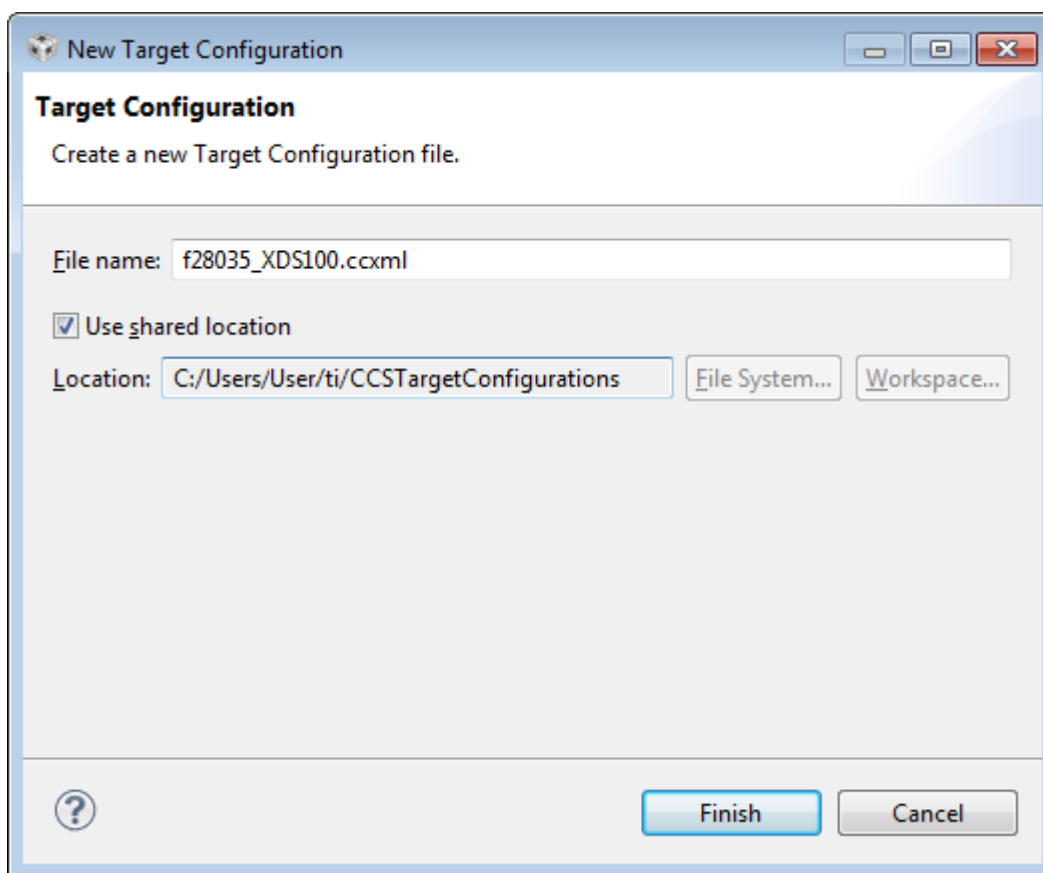 New Target Configuration
Target Configuration
Create a new Target Configuration file.
File name: f28035_XDS100.ccxml
Use shared location
Location: C:/Users/User/ti/CCSTargetConfigurations File System... Workspace...
? Finish Cancel